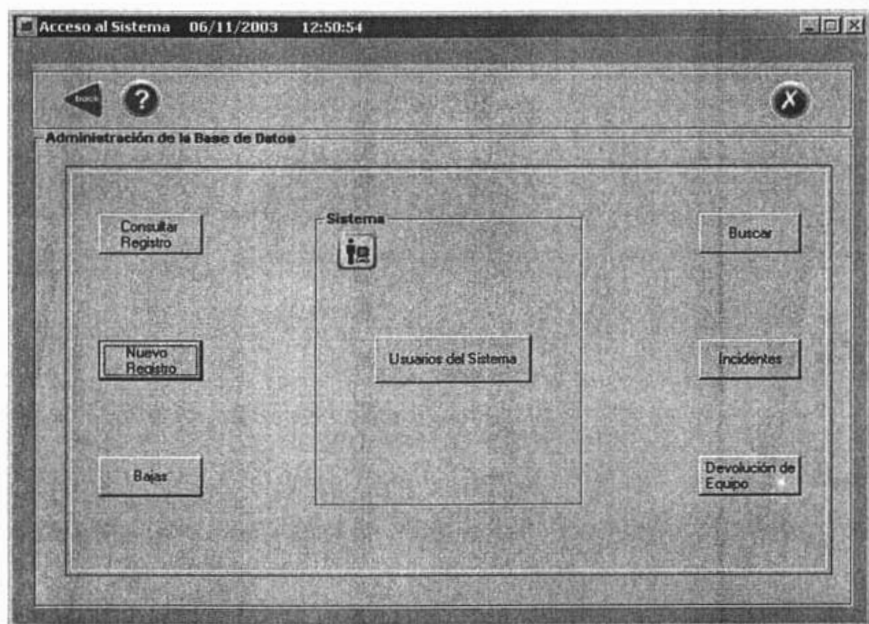 Acceso al Sistema 06/11/2003 12:50:54
back
?
X
Administración de la Base de Datos
Consultar
Registro
Sistema
Buscar
Nuevo
Registro
Usuarios del Sistema
Incidentes
Bajas
Devolución de
Equipo